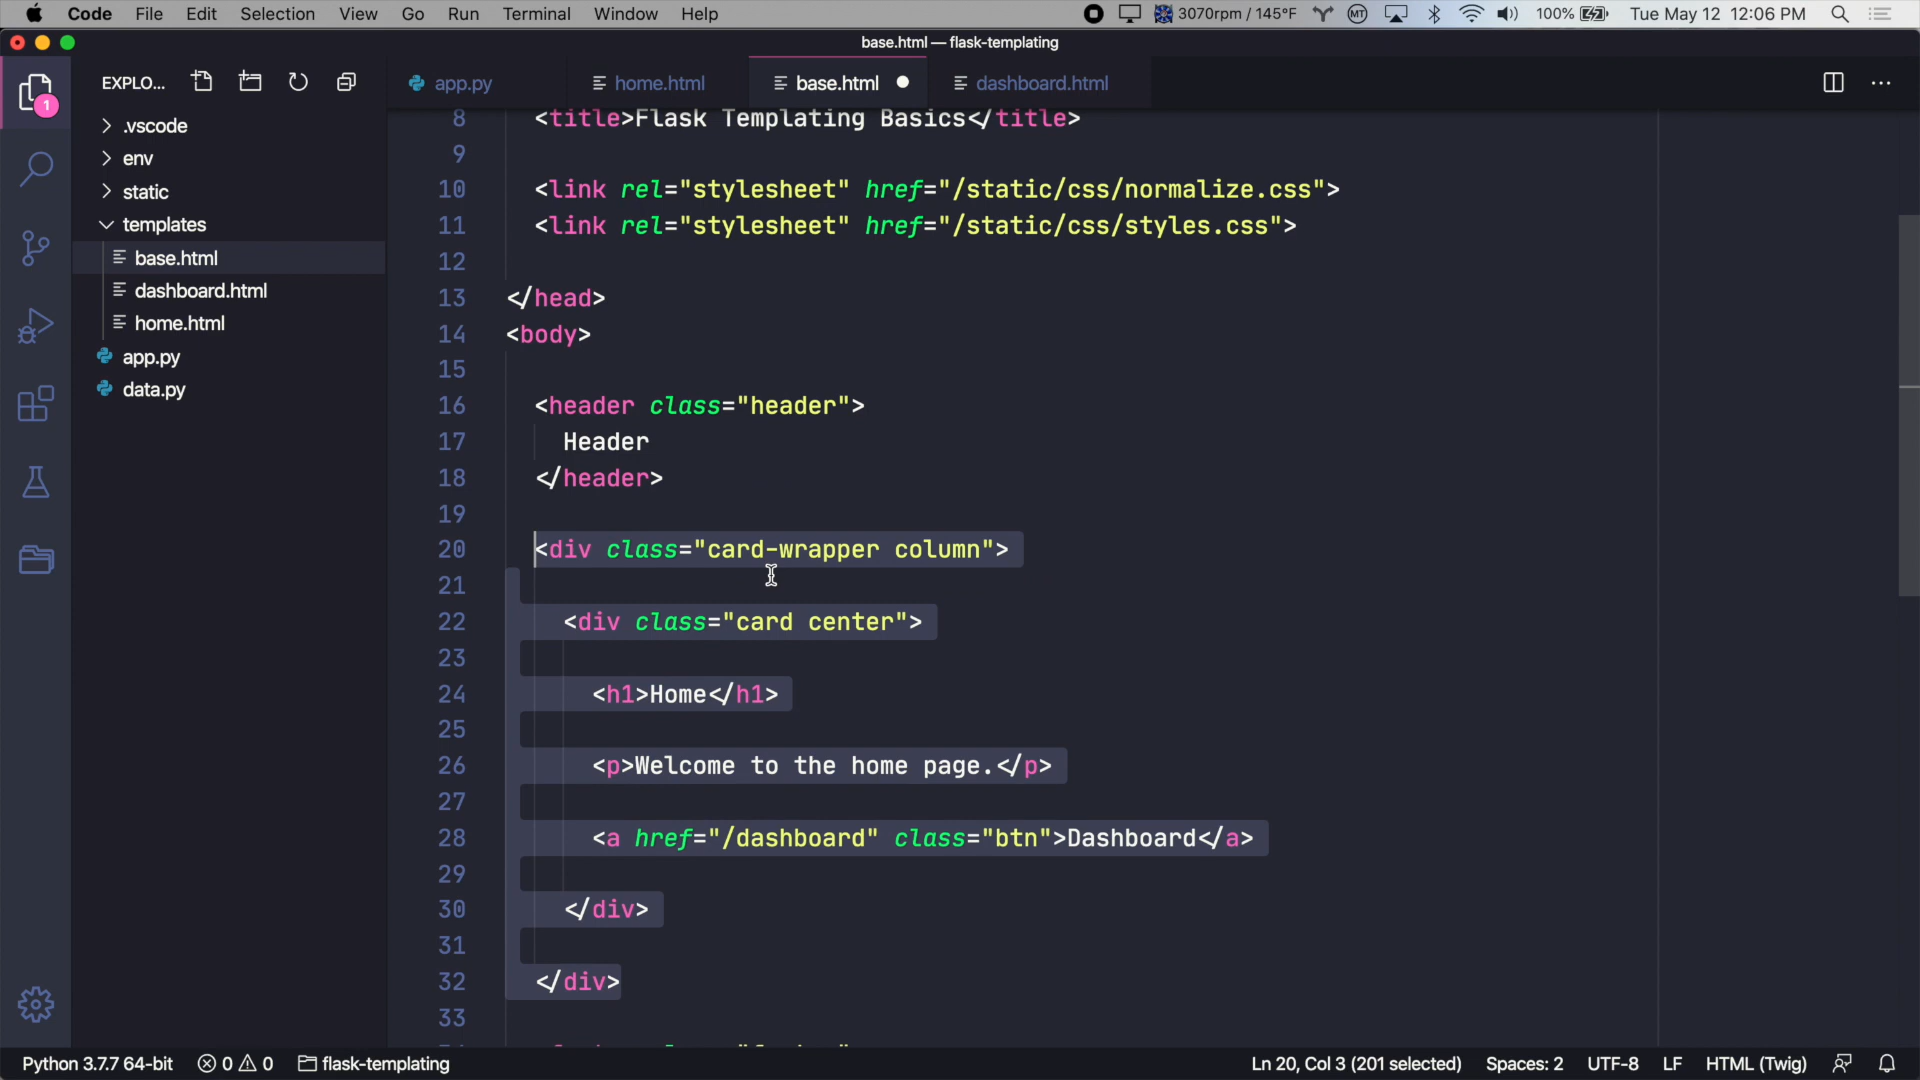 Code File Edit Selection View Go Run Terminal Window Help 3070rpm / 145°F MT 100% Tue May 12 12:06 PM
base.html — flask-templating
EXPLO... app.py home.html base.html dashboard.html
1
.vscode
env
static
templates
base.html
dashboard.html
home.html
app.py
data.py
8 <title>Flask Templating Basics</title>
9
10 <link rel="stylesheet" href="/static/css/normalize.css">
11 <link rel="stylesheet" href="/static/css/styles.css">
12
13 </head>
14 <body>
15
16 <header class="header">
17 Header
18 </header>
19
20 <div class="card-wrapper column">
21
22 <div class="card center">
23
24 <h1>Home</h1>
25
26 <p>Welcome to the home page.</p>
27
28 <a href="/dashboard" class="btn">Dashboard</a>
29
30 </div>
31
32 </div>
33
Python 3.7.7 64-bit 0 0 flask-templating Ln 20, Col 3 (201 selected) Spaces: 2 UTF-8 LF HTML (Twig)